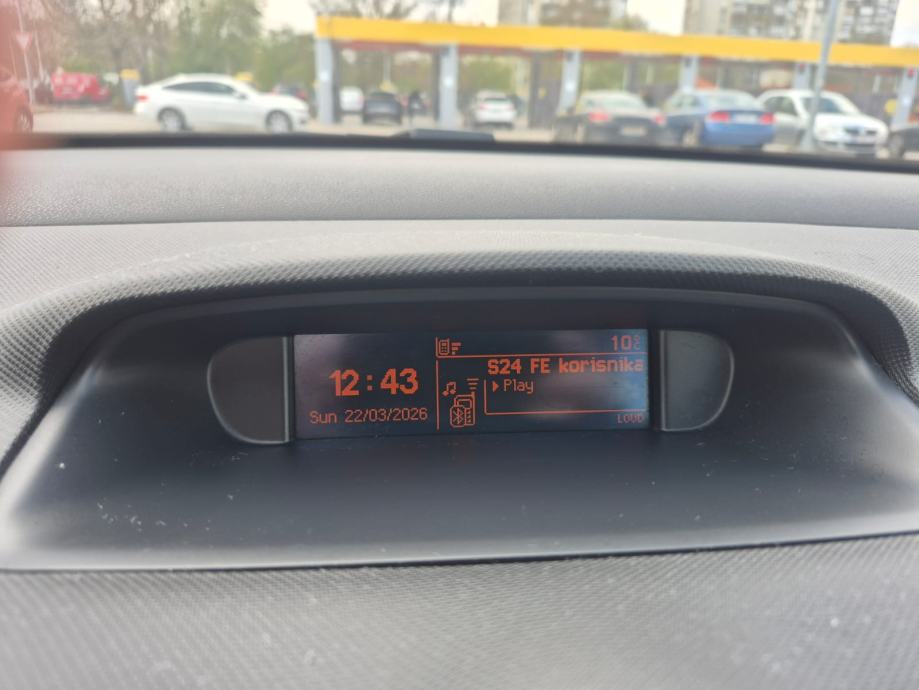 12:43
Sun 22/03/2026
10°C
S24 FE korisnika
Play
LOUD